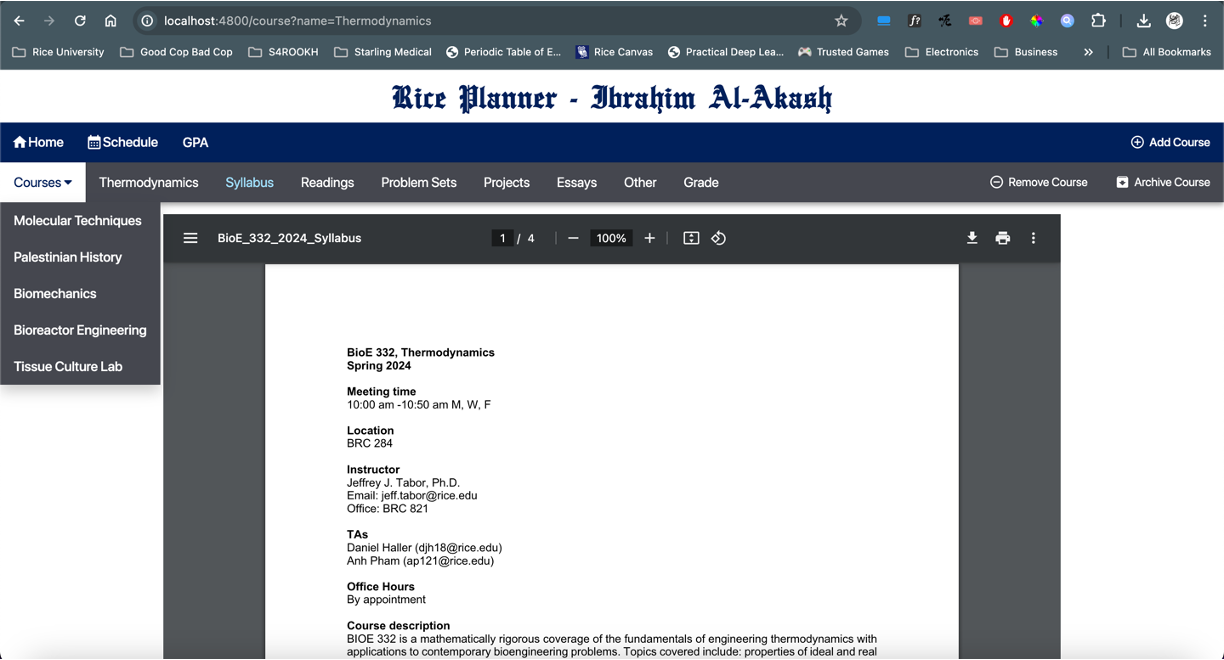 localhost:4800/course?name=Thermodynamics
Rice University Good Cop Bad Cop S4ROOKH Starling Medical Periodic Table of E... Rice Canvas Practical Deep Lea... Trusted Games Electronics Business » All Bookmarks
Rice Planner - Ibrahim Al-Akash
Home Schedule GPA Add Course
Courses Thermodynamics Syllabus Readings Problem Sets Projects Essays Other Grade Remove Course Archive Course
Molecular Techniques
Palestinian History
Biomechanics
Bioreactor Engineering
Tissue Culture Lab
BioE_332_2024_Syllabus 1 / 4 − 100% +
BioE 332, Thermodynamics
Spring 2024
Meeting time
10:00 am -10:50 am M, W, F
Location
BRC 284
Instructor
Jeffrey J. Tabor, Ph.D.
Email: jeff.tabor@rice.edu
Office: BRC 821
TAs
Daniel Haller (djh18@rice.edu)
Anh Pham (ap121@rice.edu)
Office Hours
By appointment
Course description
BIOE 332 is a mathematically rigorous coverage of the fundamentals of engineering thermodynamics with
applications to contemporary bioengineering problems. Topics covered include: properties of ideal and real